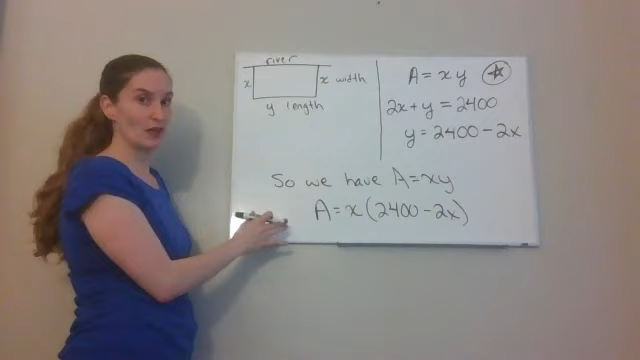 river
x
x width
y length
A = xy ☆
2x + y = 2400
y = 2400 - 2x
So we have A = xy
A = x(2400 - 2x)